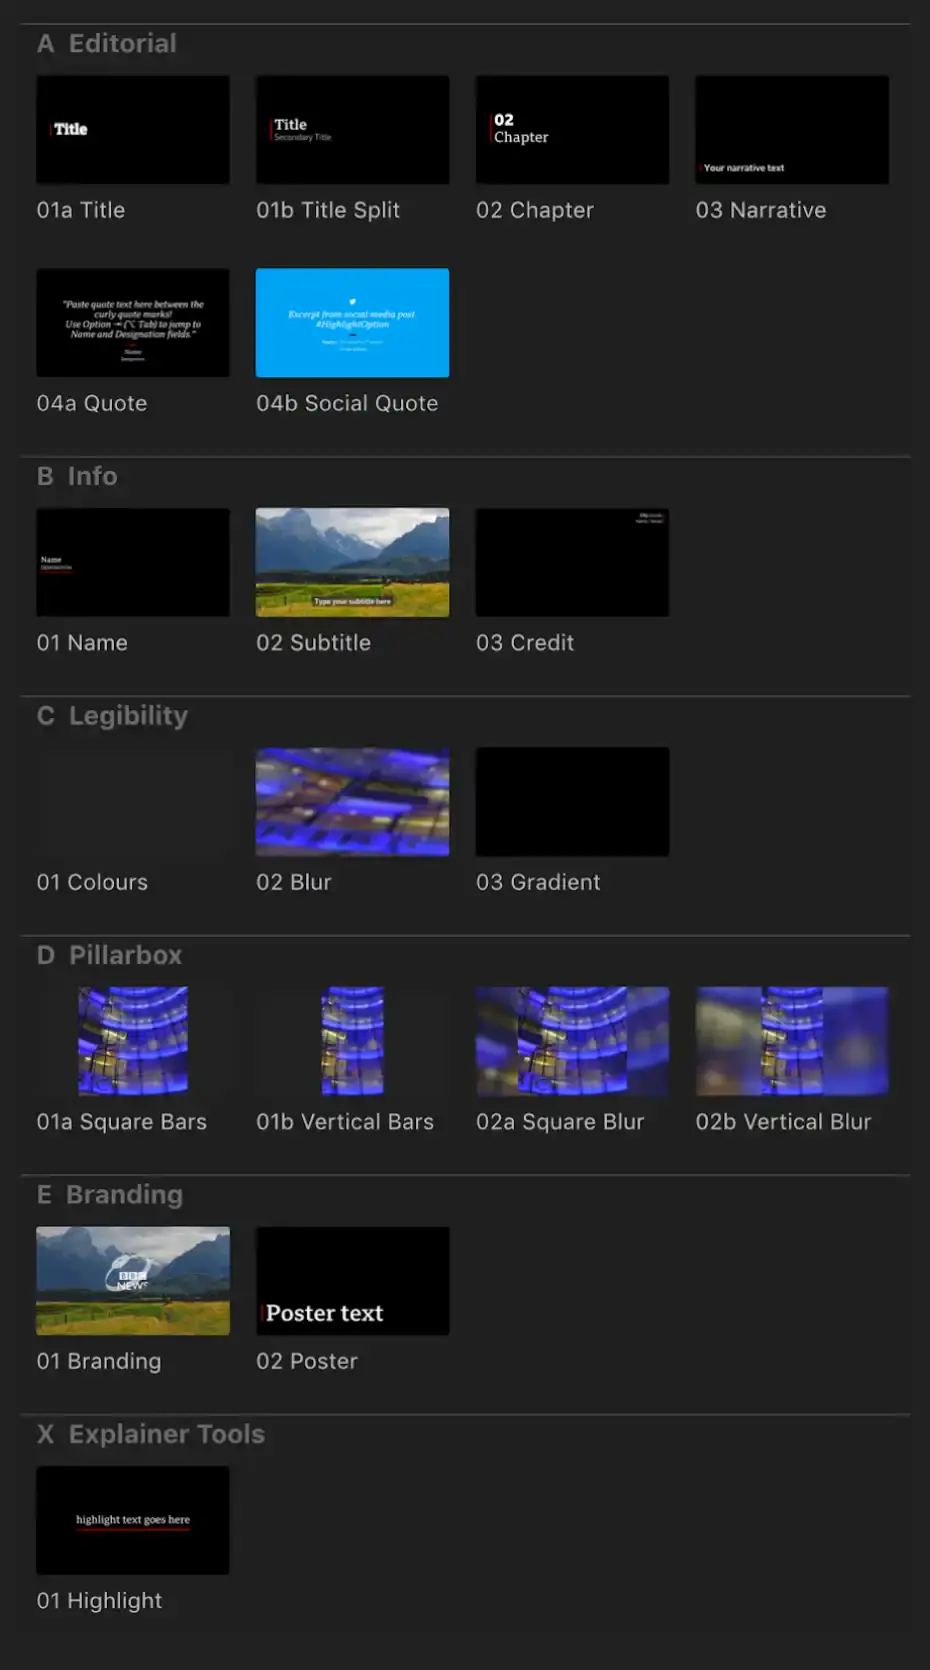 A Editorial
Title
Title
Secondary Title
02
Chapter
Your narrative text
01a Title
01b Title Split
02 Chapter
03 Narrative
"Paste quote text here between the
curly quote marks!
Use Option ⇥ (⌥ Tab) to jump to
Name and Designation fields."
Name
Designation
Excerpt from social media post
#HighlightOption
04a Quote
04b Social Quote
B Info
Name
Designation
Type your subtitle here
01 Name
02 Subtitle
03 Credit
C Legibility
01 Colours
02 Blur
03 Gradient
D Pillarbox
01a Square Bars
01b Vertical Bars
02a Square Blur
02b Vertical Blur
E Branding
BBC
NEWS
Poster text
01 Branding
02 Poster
X Explainer Tools
highlight text goes here
01 Highlight